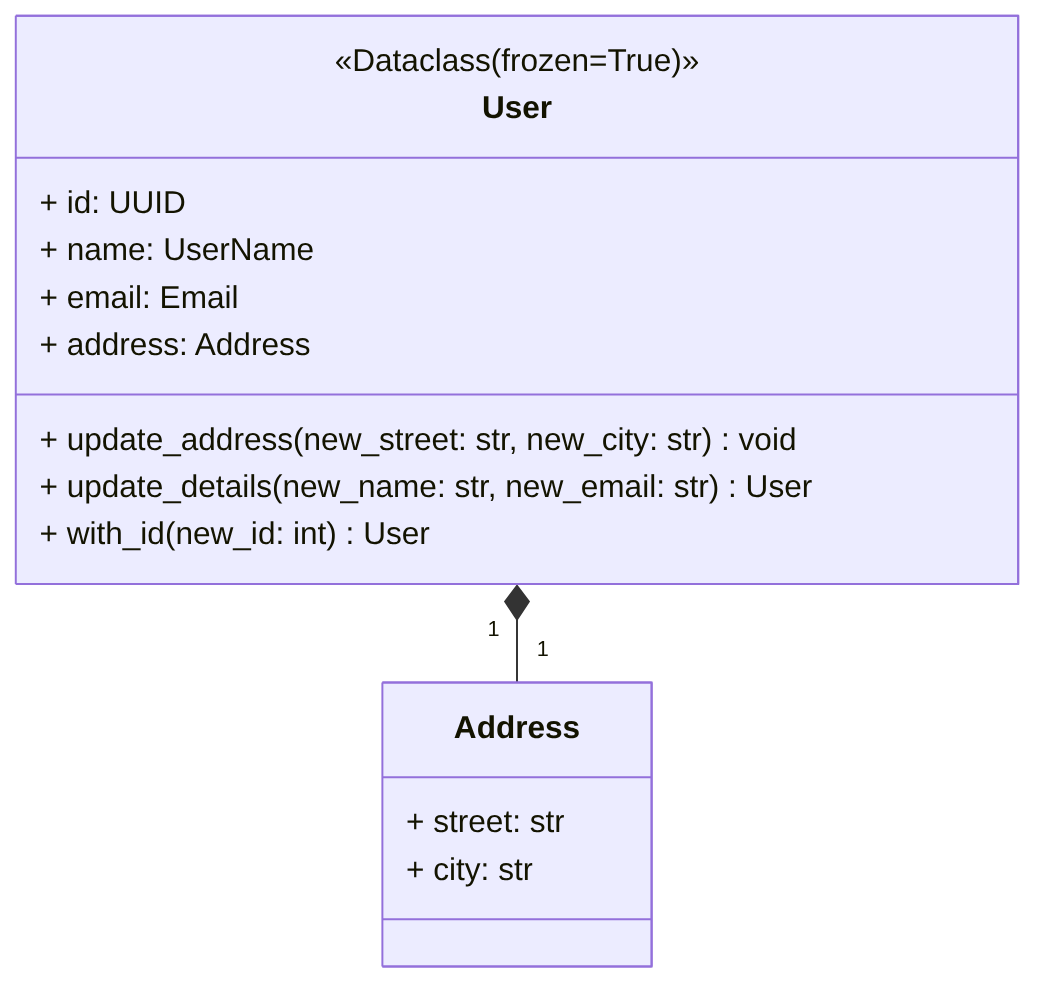 «Dataclass(frozen=True)»
User
+ id: UUID
+ name: UserName
+ email: Email
+ address: Address
+ update_address(new_street: str, new_city: str) : void
+ update_details(new_name: str, new_email: str) : User
+ with_id(new_id: int) : User
1
1
Address
+ street: str
+ city: str